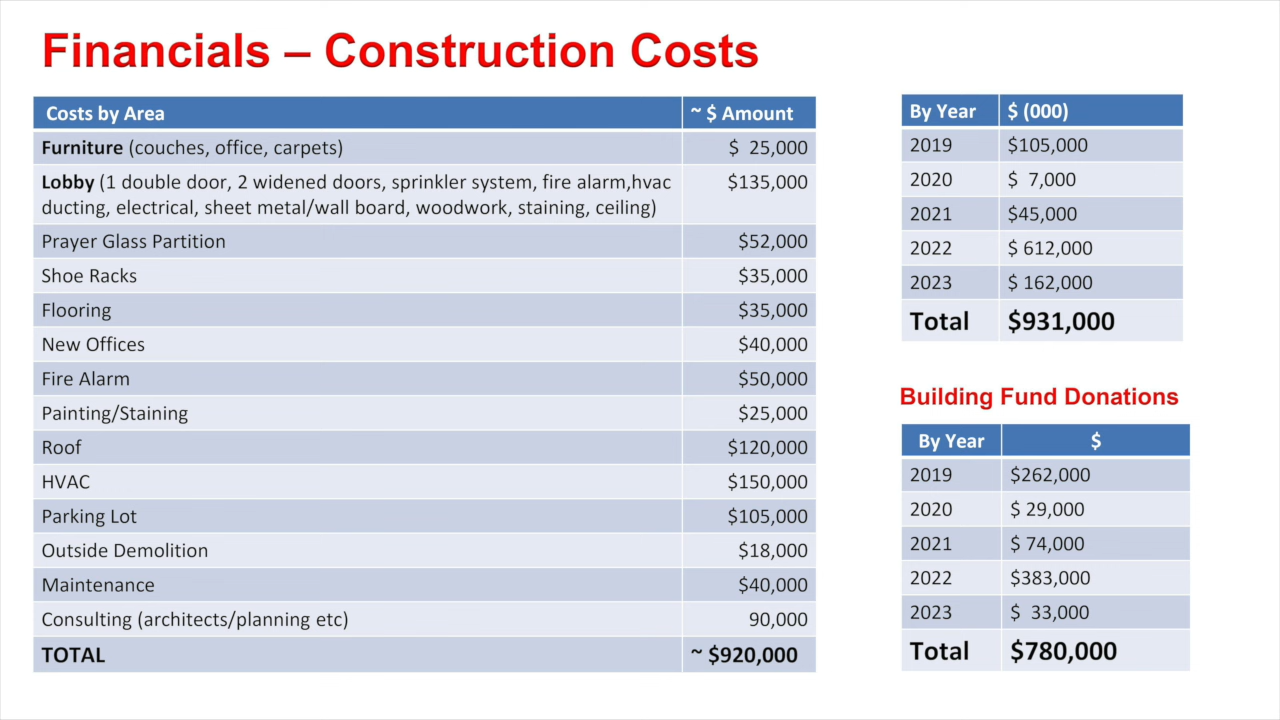 Financials – Construction Costs
Costs by Area ~ $ Amount
Furniture (couches, office, carpets) $ 25,000
Lobby (1 double door, 2 widened doors, sprinkler system, fire alarm,hvac $135,000
ducting, electrical, sheet metal/wall board, woodwork, staining, ceiling)
Prayer Glass Partition $52,000
Shoe Racks $35,000
Flooring $35,000
New Offices $40,000
Fire Alarm $50,000
Painting/Staining $25,000
Roof $120,000
HVAC $150,000
Parking Lot $105,000
Outside Demolition $18,000
Maintenance $40,000
Consulting (architects/planning etc) 90,000
TOTAL ~ $920,000
By Year $ (000)
2019 $105,000
2020 $ 7,000
2021 $45,000
2022 $ 612,000
2023 $ 162,000
Total $931,000
Building Fund Donations
By Year $
2019 $262,000
2020 $ 29,000
2021 $ 74,000
2022 $383,000
2023 $ 33,000
Total $780,000